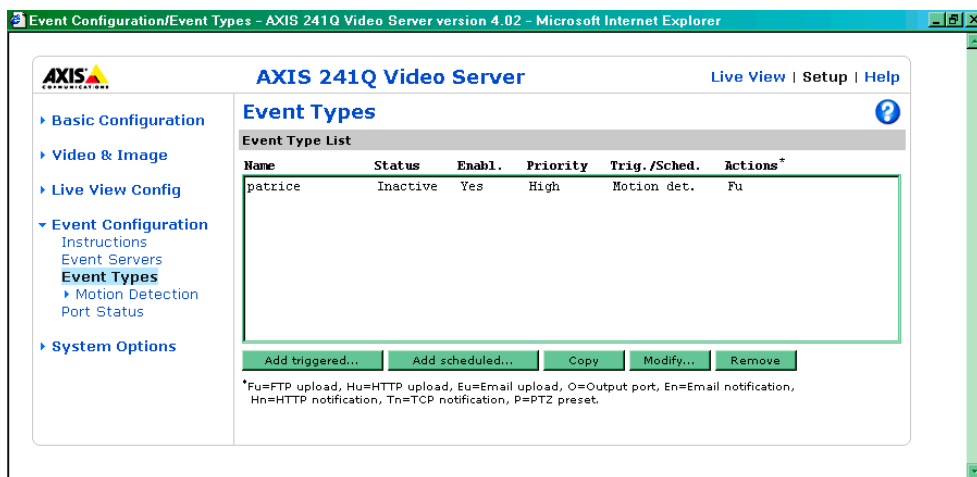 Event Configuration/Event Types - AXIS 241Q Video Server version 4.02 - Microsoft Internet Explorer
AXIS
COMMUNICATIONS
AXIS 241Q Video Server
Live View | Setup | Help
Basic Configuration
Video & Image
Live View Config
Event Configuration
Instructions
Event Servers
Event Types
Motion Detection
Port Status
System Options
Event Types
?
Event Type List
Name Status Enabl. Priority Trig./Sched. Actions*
patrice Inactive Yes High Motion det. Fu
Add triggered... Add scheduled... Copy Modify... Remove
*Fu=FTP upload, Hu=HTTP upload, Eu=Email upload, O=Output port, En=Email notification,
Hn=HTTP notification, Tn=TCP notification, P=PTZ preset.